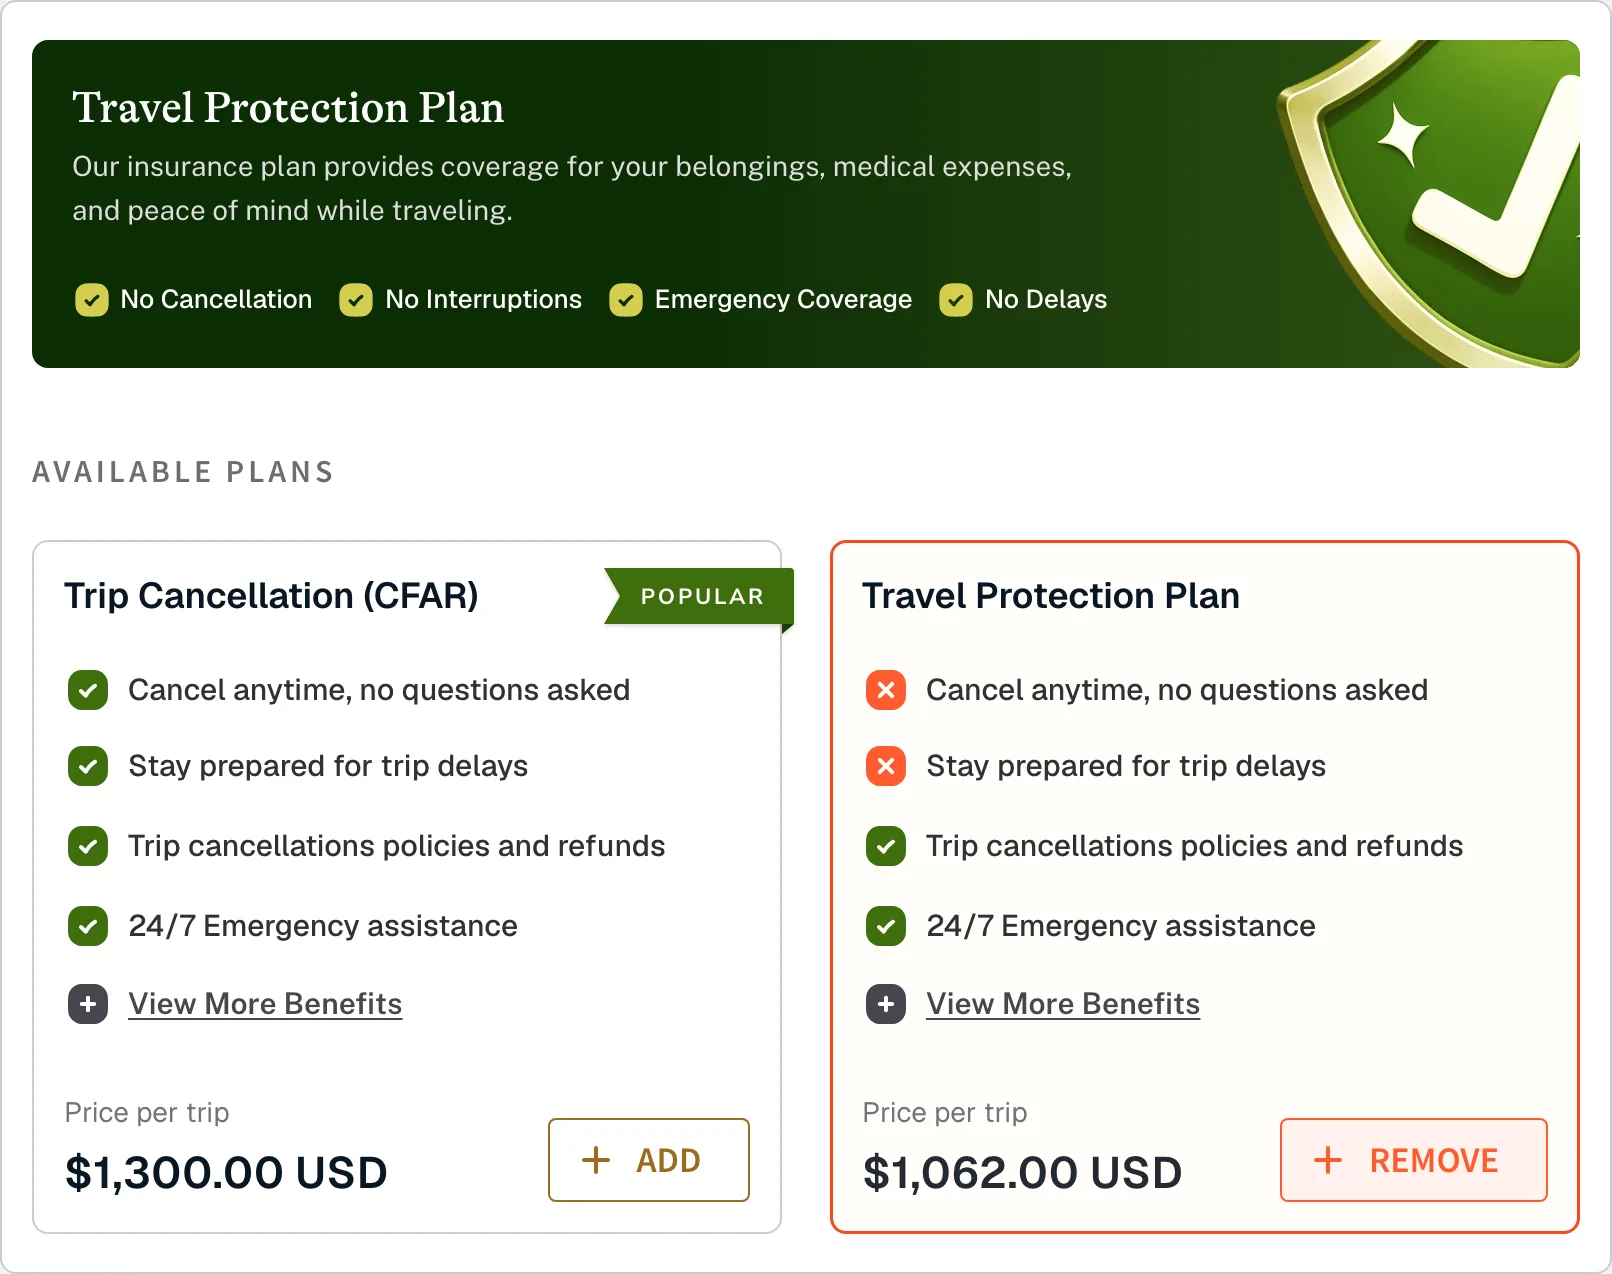 Travel Protection Plan
Our insurance plan provides coverage for your belongings, medical expenses,
and peace of mind while traveling.
No Cancellation No Interruptions Emergency Coverage No Delays
AVAILABLE PLANS
Trip Cancellation (CFAR)
POPULAR
Cancel anytime, no questions asked
Stay prepared for trip delays
Trip cancellations policies and refunds
24/7 Emergency assistance
View More Benefits
Price per trip
$1,300.00 USD
ADD
Travel Protection Plan
Cancel anytime, no questions asked
Stay prepared for trip delays
Trip cancellations policies and refunds
24/7 Emergency assistance
View More Benefits
Price per trip
$1,062.00 USD
REMOVE